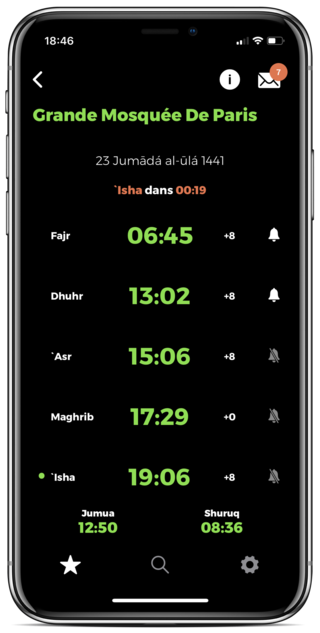 18:46
i
7
Grande Mosquée De Paris
23 Jumādá al-ūlá 1441
`Isha dans 00:19
Fajr 06:45 +8
Dhuhr 13:02 +8
`Asr 15:06 +8
Maghrib 17:29 +0
`Isha 19:06 +8
Jumua Shuruq
12:50 08:36